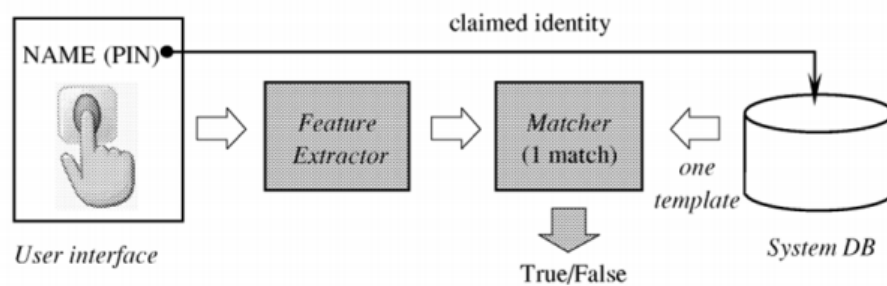 claimed identity
NAME (PIN)
Feature
Extractor
Matcher
(1 match)
one
template
User interface
System DB
True/False